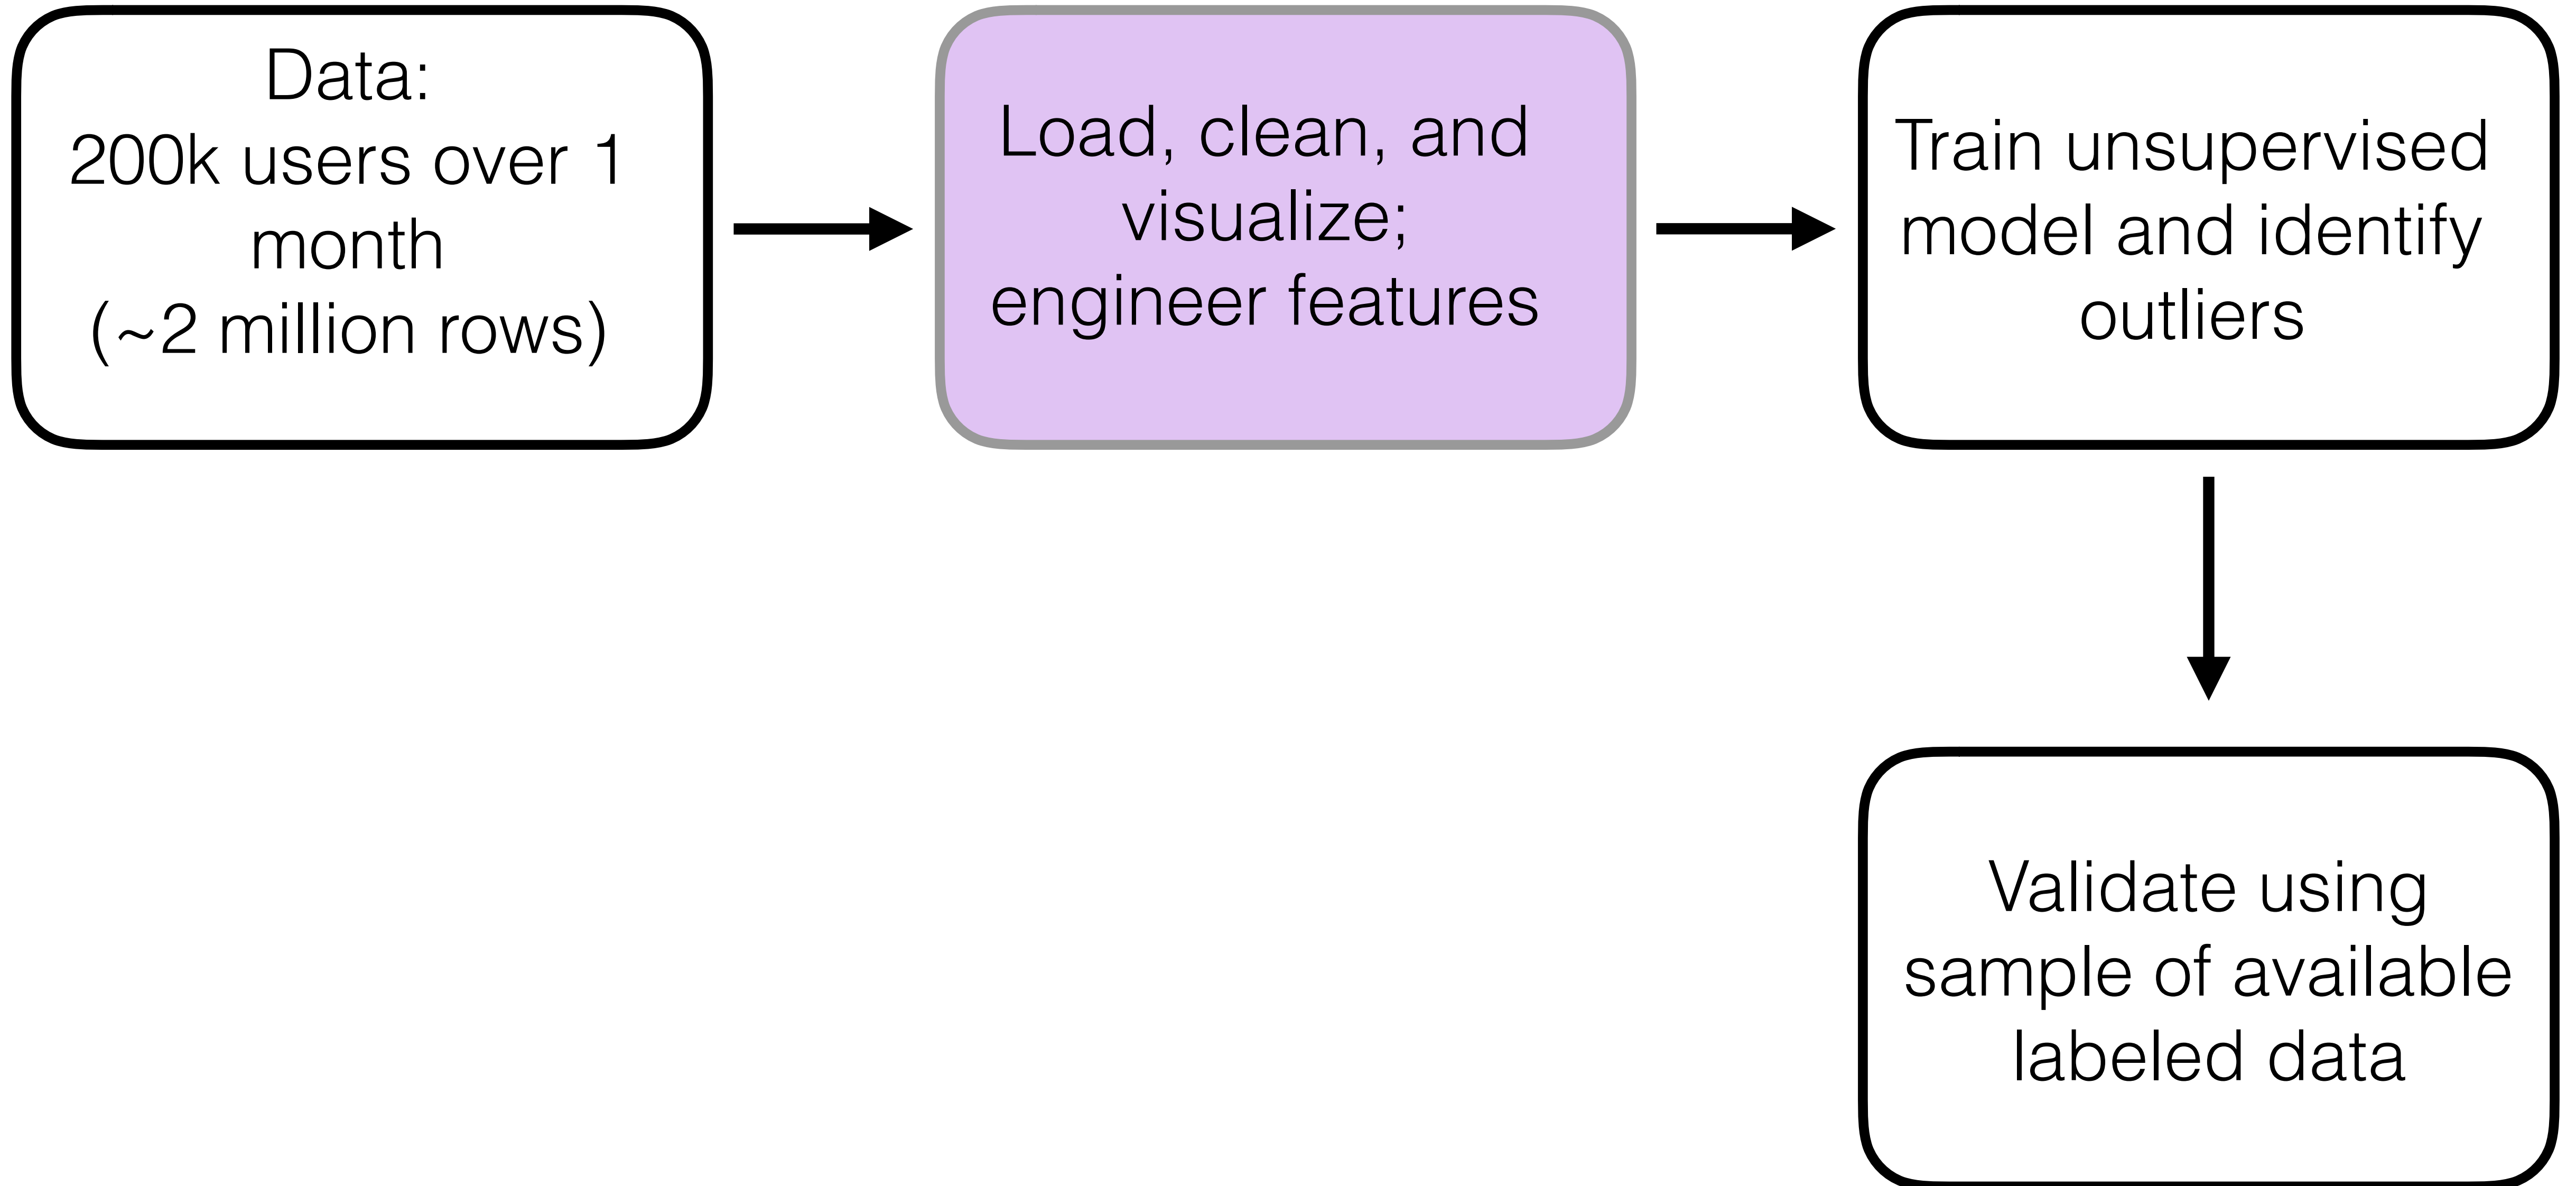 Data:
200k users over 1
month
(~2 million rows)
Load, clean, and
visualize;
engineer features
Train unsupervised
model and identify
outliers
Validate using
sample of available
labeled data